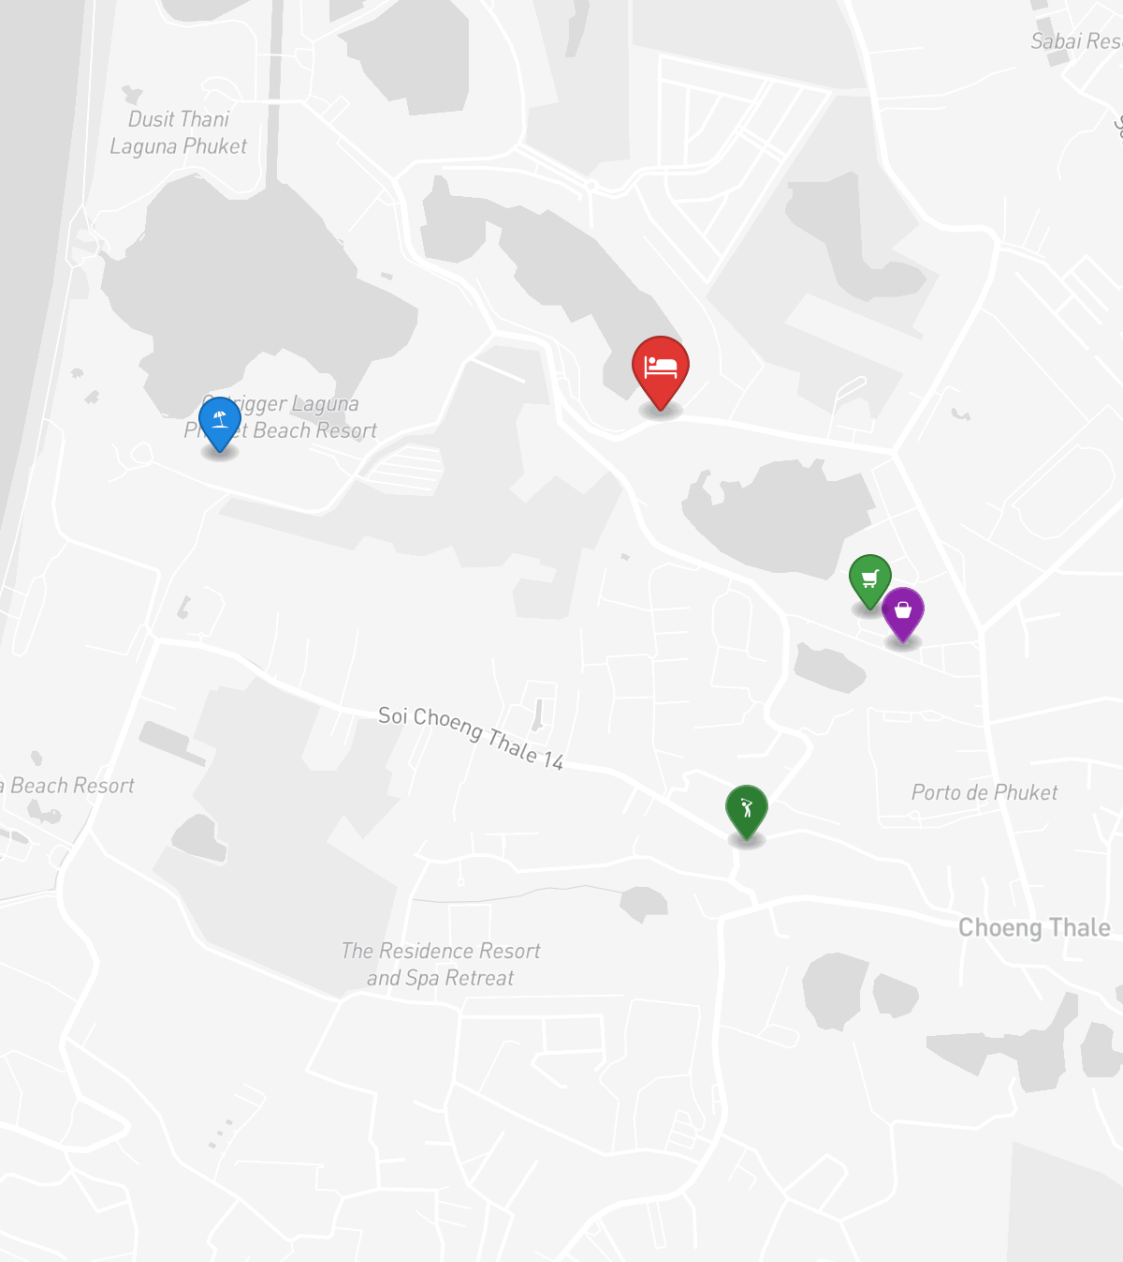 Sabai
Dusit Thani
Laguna Phuket
Laguna
Beach Resort
Soi Choeng Thale 14
Beach Resort
Porto de Phuket
Choeng Thale
The Residence Resort
and Spa Retreat